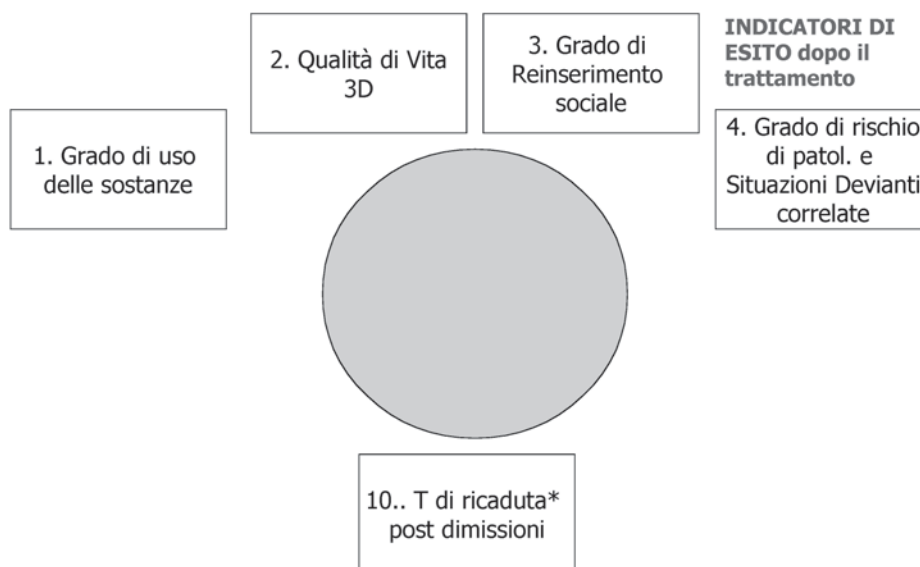 INDICATORI DI
ESITO dopo il
trattamento
1. Grado di uso
delle sostanze
2. Qualità di Vita
3D
3. Grado di
Reinserimento
sociale
4. Grado di rischio
di patol. e
Situazioni Devianti
correlate
10.. T di ricaduta*
post dimissioni